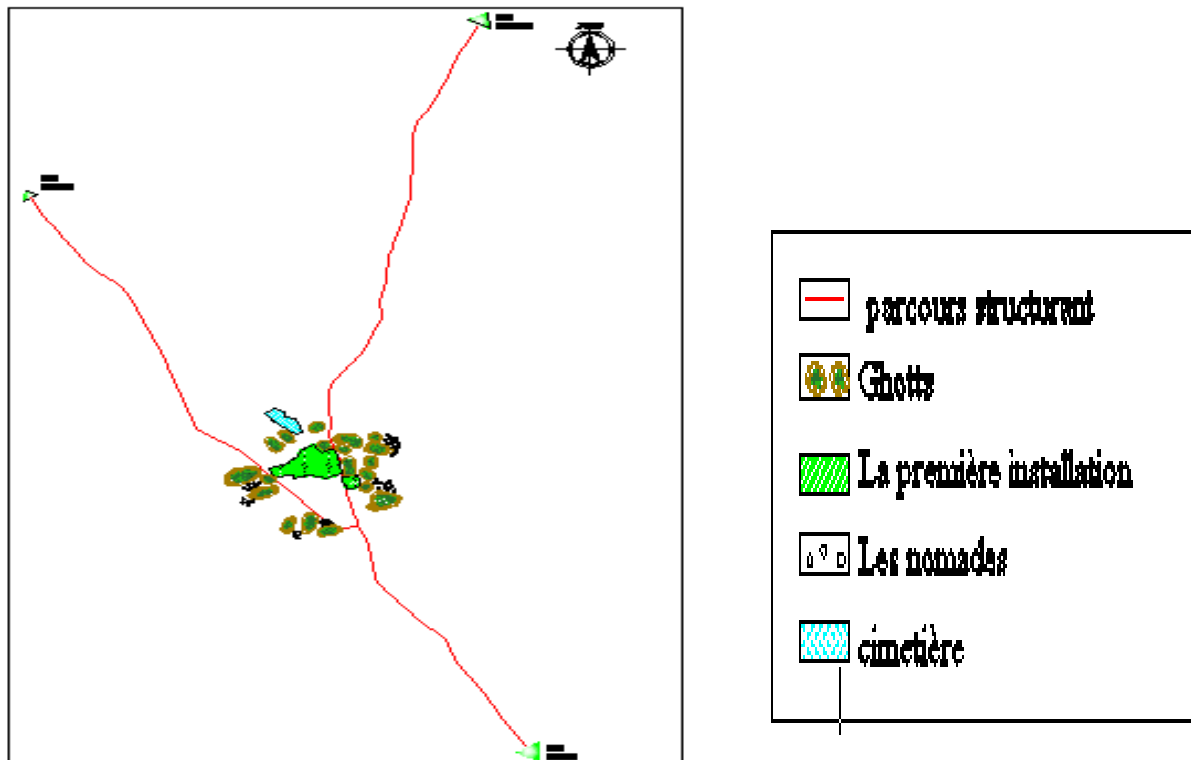 parcours structurant
Ghotts
La première installation
Les nomades
cimetière